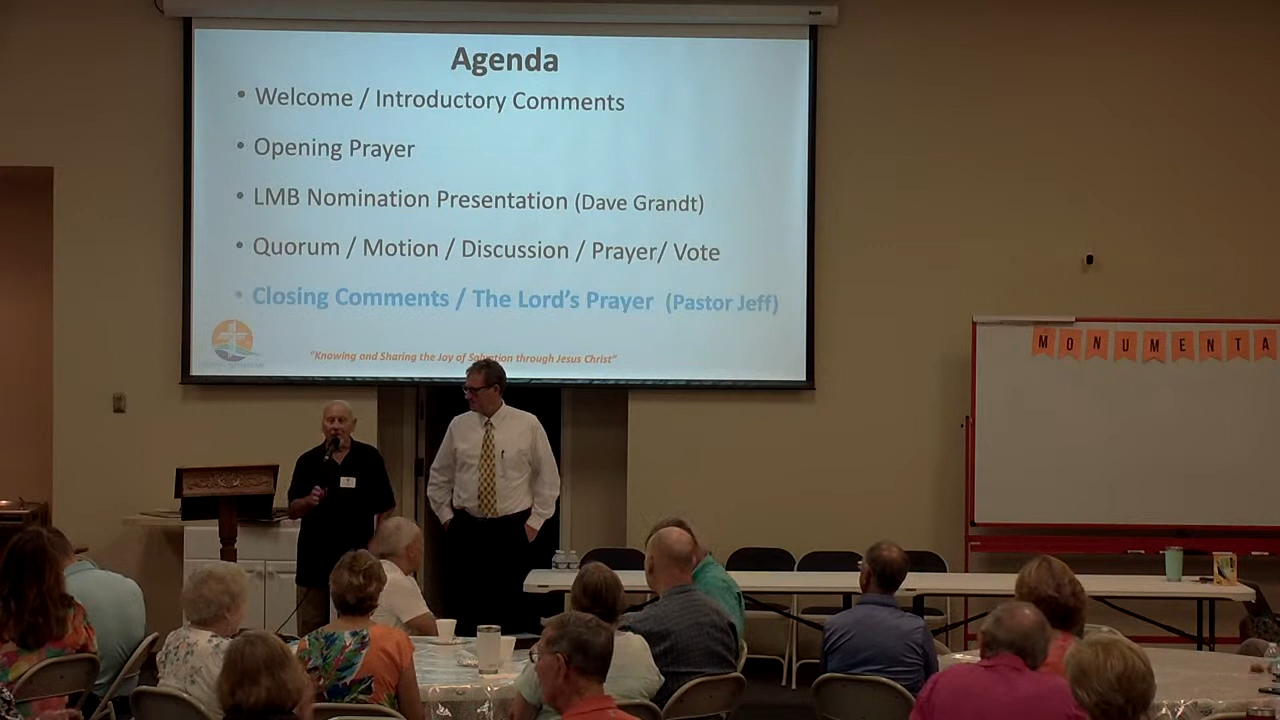 Agenda
• Welcome / Introductory Comments
• Opening Prayer
• LMB Nomination Presentation (Dave Grandt)
• Quorum / Motion / Discussion / Prayer/ Vote
• Closing Comments / The Lord's Prayer (Pastor Jeff)
"Knowing and Sharing the Joy of Salvation through Jesus Christ"
MONUMENTA